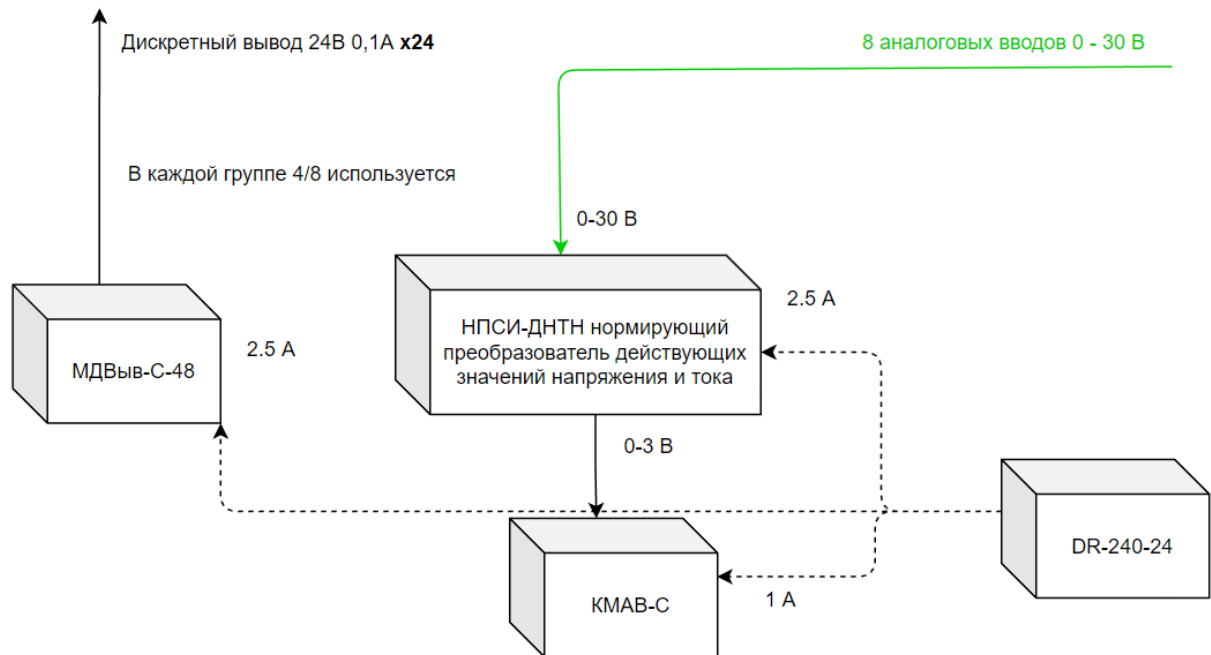 Дискретный вывод 24В 0,1А x24
8 аналоговых вводов 0 - 30 В
В каждой группе 4/8 используется
0-30 В
2.5 А
НПСИ-ДНТН нормирующий
преобразователь действующих
значений напряжения и тока
МДВыв-С-48
2.5 А
0-3 В
DR-240-24
КМАВ-С
1 А